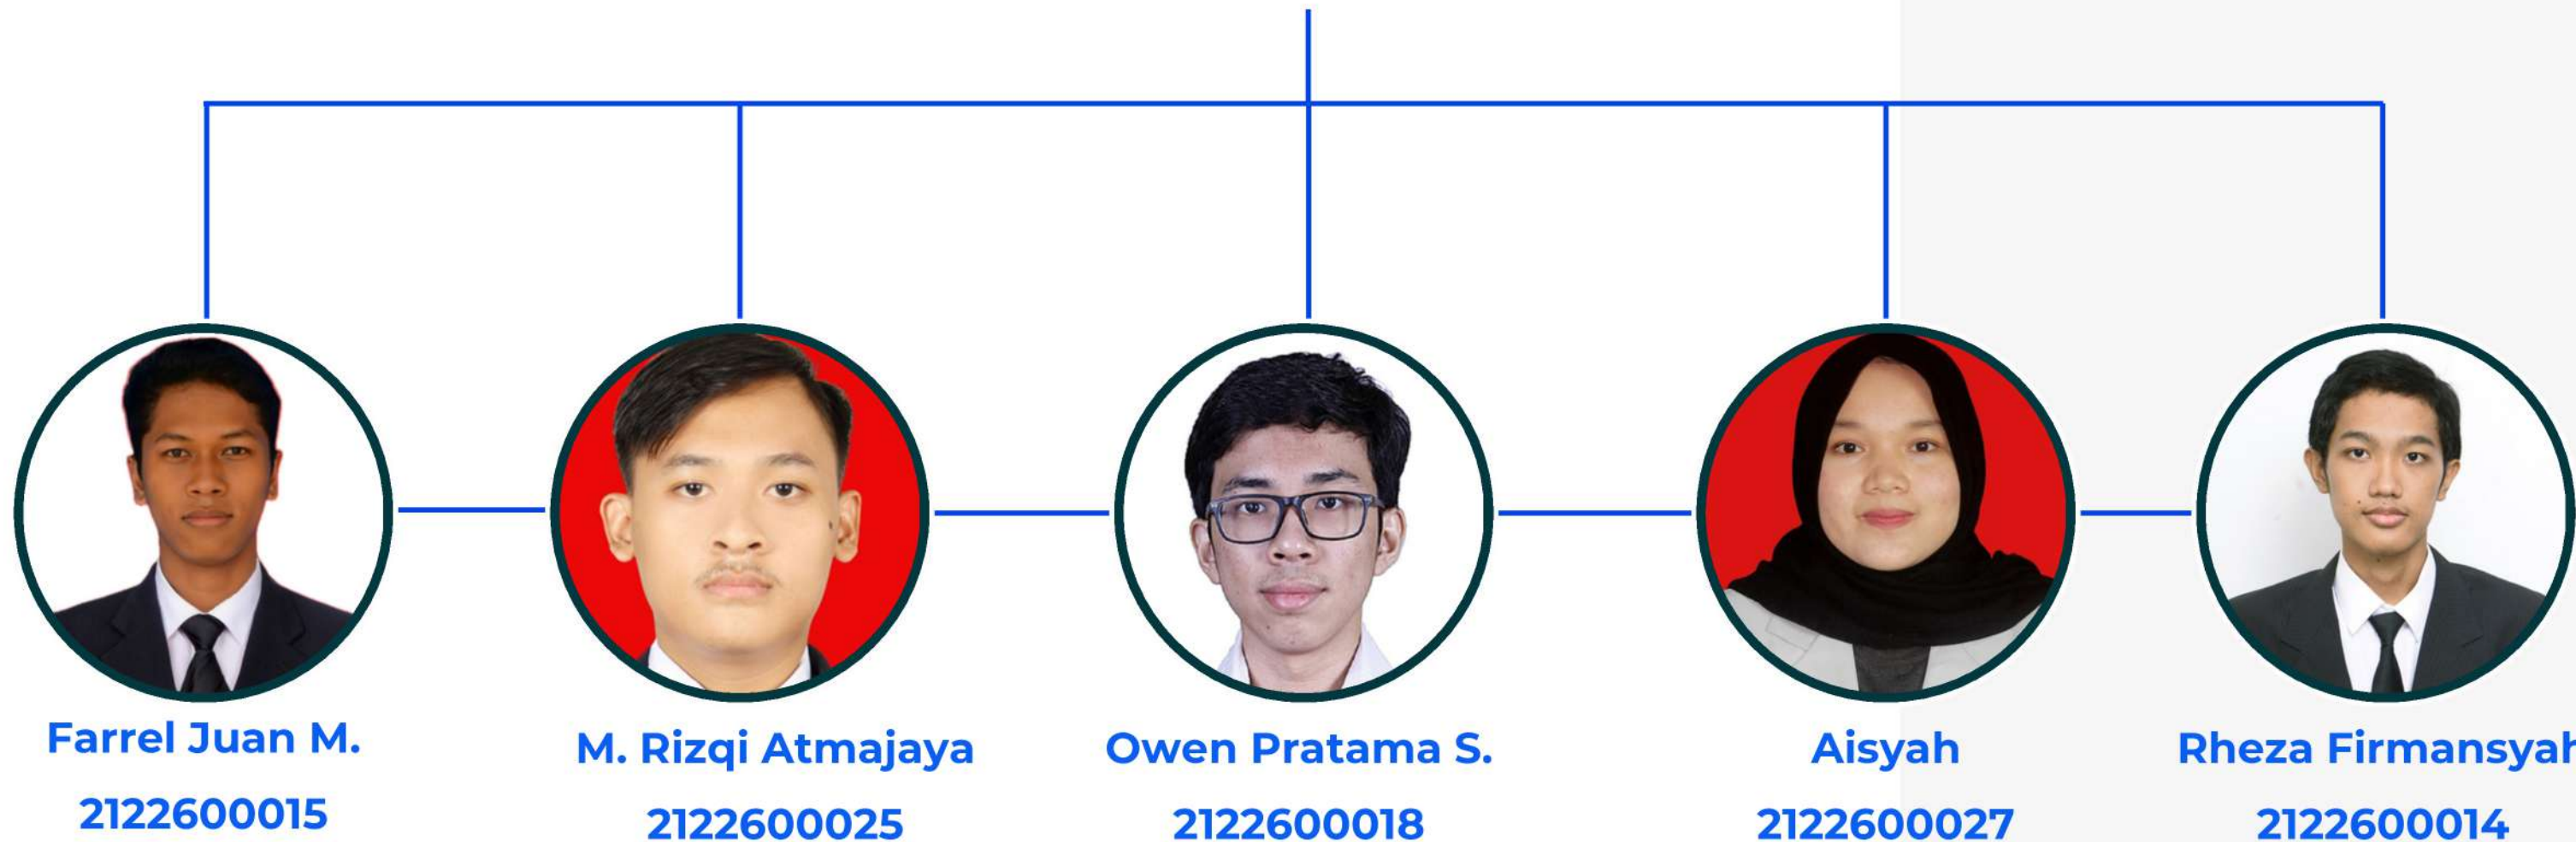 Farrel Juan M.
2122600015
M. Rizqi Atmajaya
2122600025
Owen Pratama S.
2122600018
Aisyah
2122600027
Rheza Firmansyah
2122600014